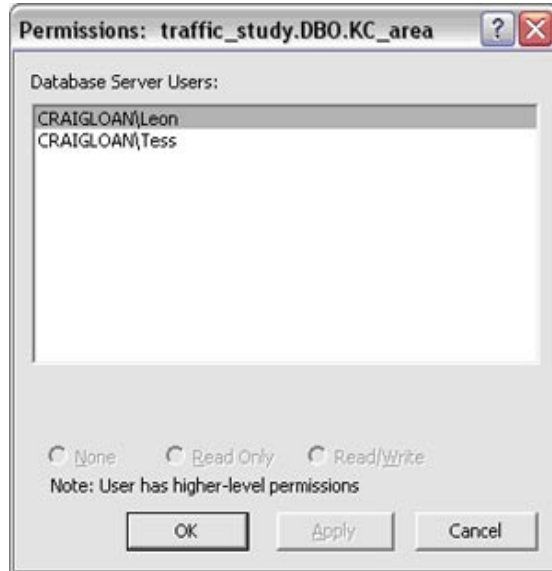 Permissions: traffic_study.DBO.KC_area
Database Server Users:
CRAIGLOAN\Leon
CRAIGLOAN\Tess
None Read Only Read/Write
Note: User has higher-level permissions
OK Apply Cancel